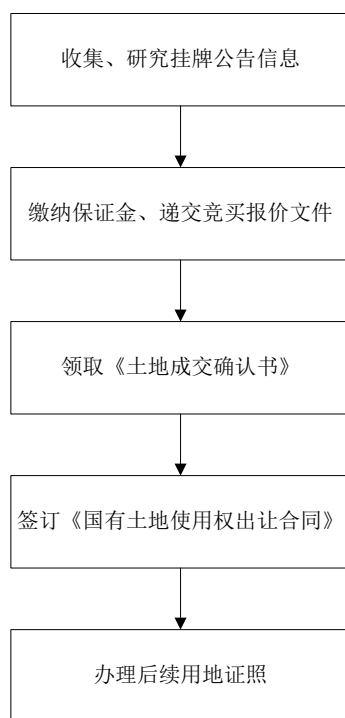 收集、研究挂牌公告信息
缴纳保证金、递交竞买报价文件
领取《土地成交确认书》
签订《国有土地使用权出让合同》
办理后续用地证照